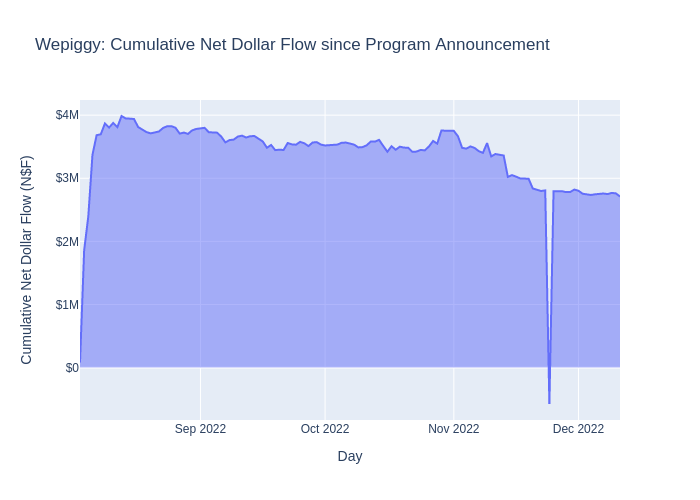 Wepiggy: Cumulative Net Dollar Flow since Program Announcement
Cumulative Net Dollar Flow (N$F)
$4M
$3M
$2M
$1M
$0
Sep 2022
Oct 2022
Nov 2022
Dec 2022
Day